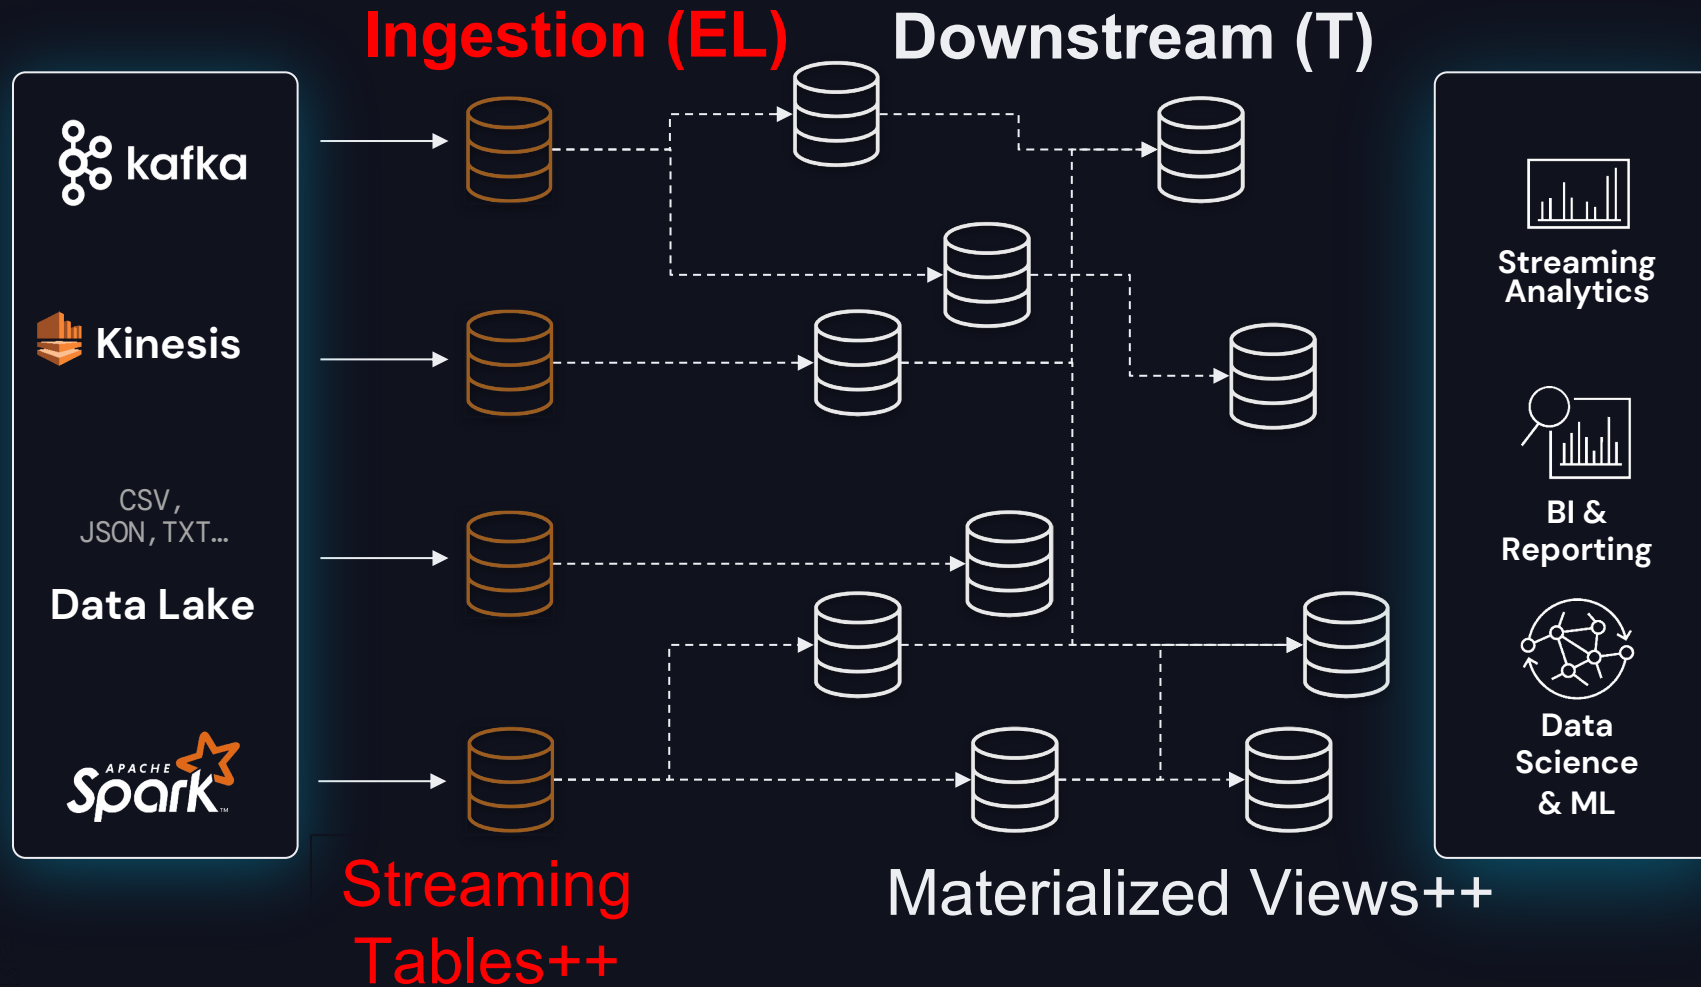 Ingestion (EL)
Downstream (T)
kafka
Kinesis
CSV,
JSON, TXT…
Data Lake
APACHE
Spark™
Streaming
Analytics
BI &
Reporting
Data
Science
& ML
Streaming
Tables++
Materialized Views++